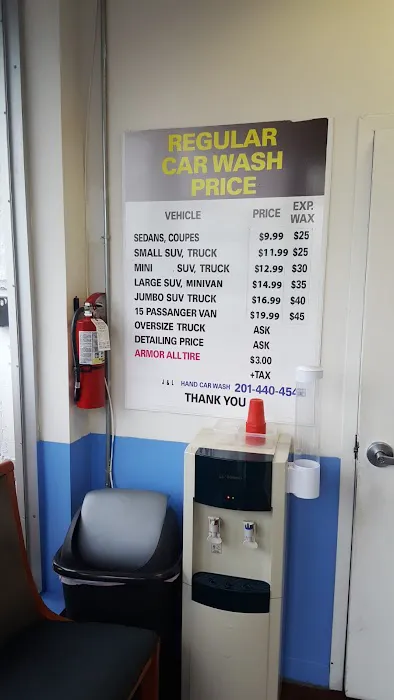 REGULAR
CAR WASH
PRICE
VEHICLE PRICE EXP. WAX
SEDANS, COUPES $9.99 $25
SMALL SUV, TRUCK $11.99 $25
MINI SUV, TRUCK $12.99 $30
LARGE SUV, MINIVAN $14.99 $35
JUMBO SUV TRUCK $16.99 $40
15 PASSANGER VAN $19.99 $45
OVERSIZE TRUCK ASK
DETAILING PRICE ASK
ARMOR ALL TIRE $3.00
+TAX
J & L HAND CAR WASH 201-440-454
THANK YOU